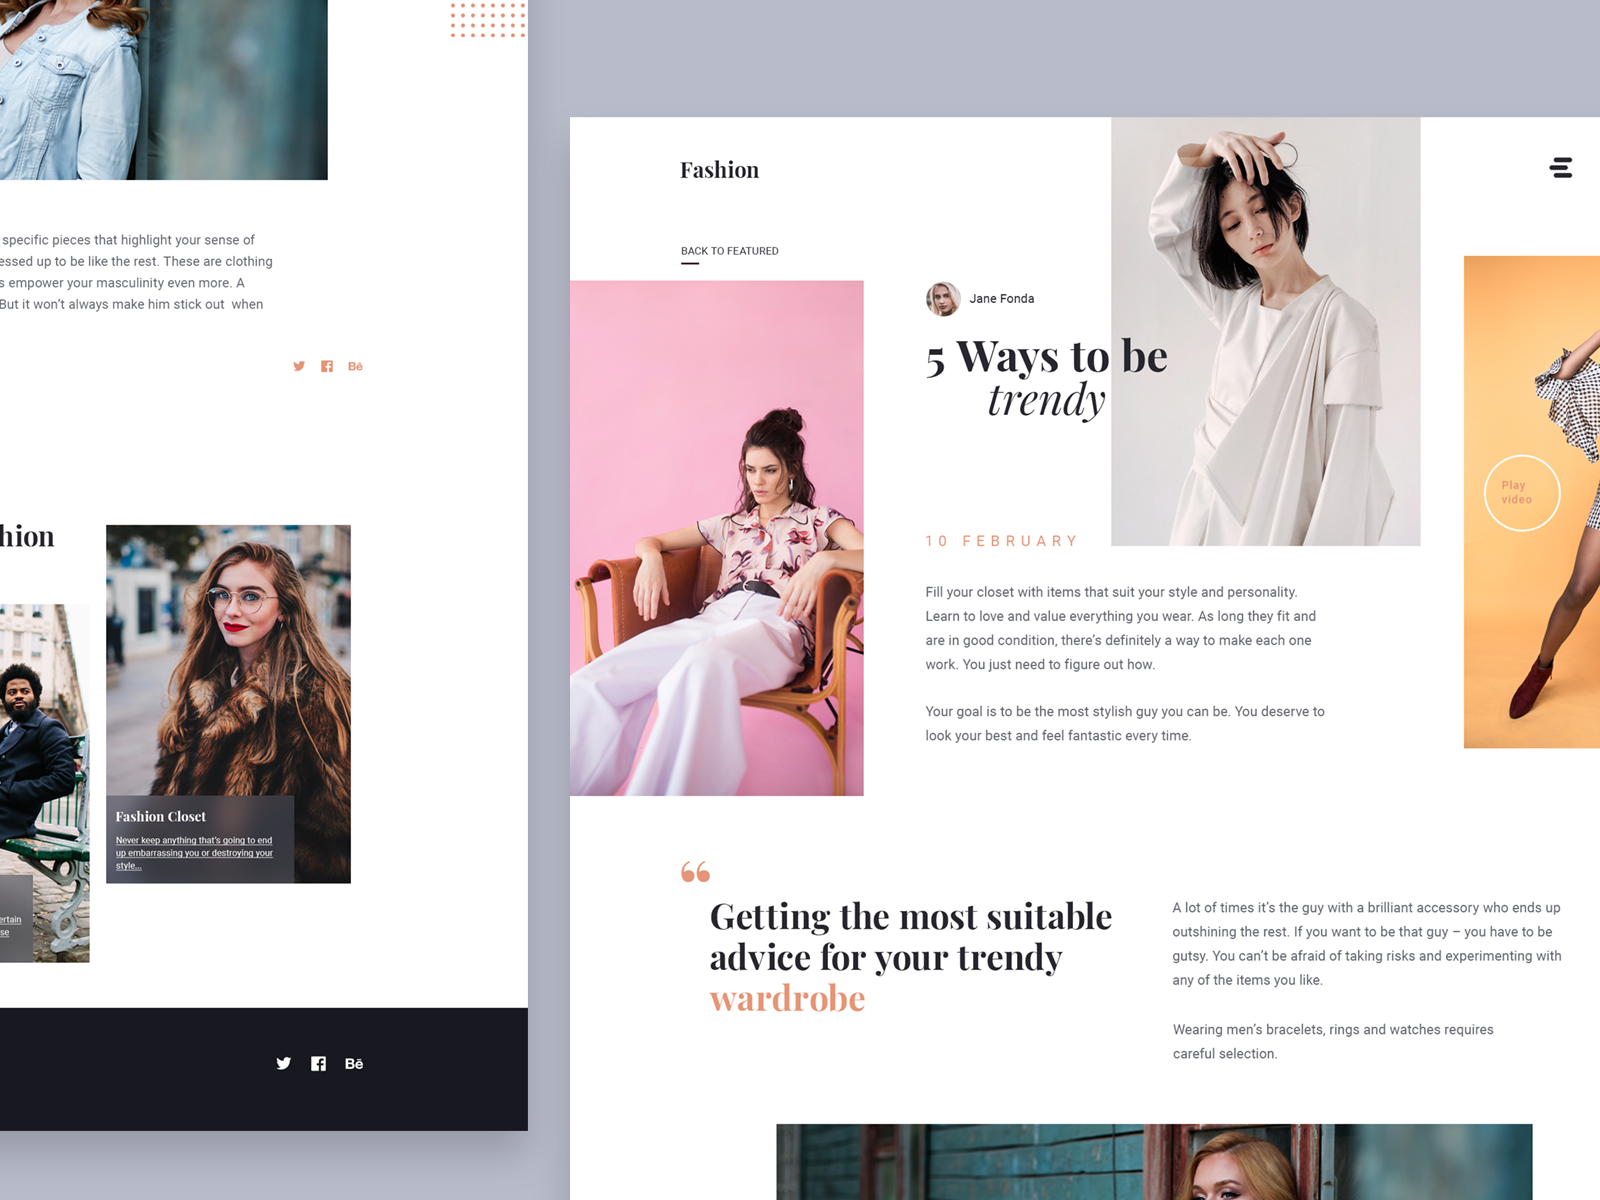 specific pieces that highlight your sense of
essed up to be like the rest. These are clothing
s empower your masculinity even more. A
But it won't always make him stick out when
Bē
hion
Fashion Closet
Never keep anything that's going to end
up embarrassing you or destroying your
style...
ertain
se
Bē
Fashion
BACK TO FEATURED
Jane Fonda
5 Ways to be
trendy
10 FEBRUARY
Fill your closet with items that suit your style and personality.
Learn to love and value everything you wear. As long they fit and
are in good condition, there's definitely a way to make each one
work. You just need to figure out how.
Your goal is to be the most stylish guy you can be. You deserve to
look your best and feel fantastic every time.
Play
video
“
Getting the most suitable
advice for your trendy
wardrobe
A lot of times it's the guy with a brilliant accessory who ends up
outshining the rest. If you want to be that guy – you have to be
gutsy. You can't be afraid of taking risks and experimenting with
any of the items you like.
Wearing men's bracelets, rings and watches requires
careful selection.